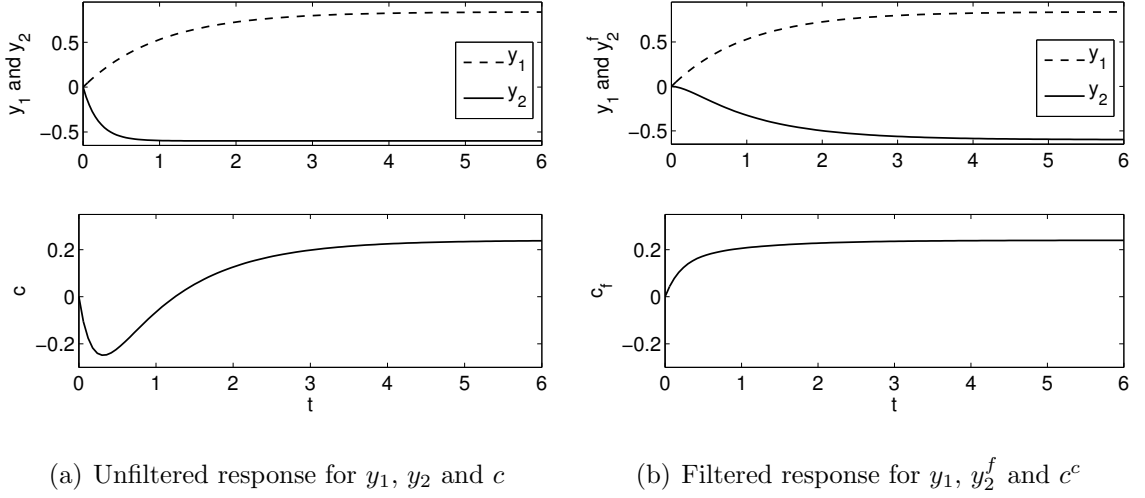 y1 and y2
0.5
0
−0.5
y1
y2
0 1 2 3 4 5 6
c
0.2
0
−0.2
0 1 2 3 4 5 6
t
(a) Unfiltered response for y1, y2 and c
y1 and y2^f
0.5
0
−0.5
y1
y2
0 1 2 3 4 5 6
cf
0.2
0
−0.2
0 1 2 3 4 5 6
t
(b) Filtered response for y1, y2^f and c^c